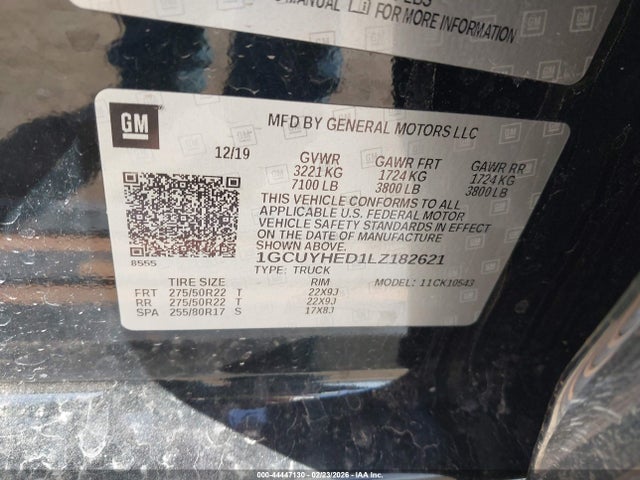 MANUAL FOR MORE INFORMATION
GM
GM
MFD BY GENERAL MOTORS LLC
12/19 GVWR GAWR FRT GAWR RR
3221 KG 1724 KG 1724 KG
7100 LB 3800 LB 3800 LB
THIS VEHICLE CONFORMS TO ALL
APPLICABLE U.S. FEDERAL MOTOR
VEHICLE SAFETY STANDARDS IN EFFECT
ON THE DATE OF MANUFACTURE
SHOWN ABOVE.
8555 1GCUYHED1LZ182621
TYPE: TRUCK MODEL: 11CK10543
TIRE SIZE RIM
FRT 275/50R22 T 22X9J
RR 275/50R22 T 22X9J
SPA 255/80R17 S 17X8J
000-44447130 - 02/23/2026 - IAAI.COM